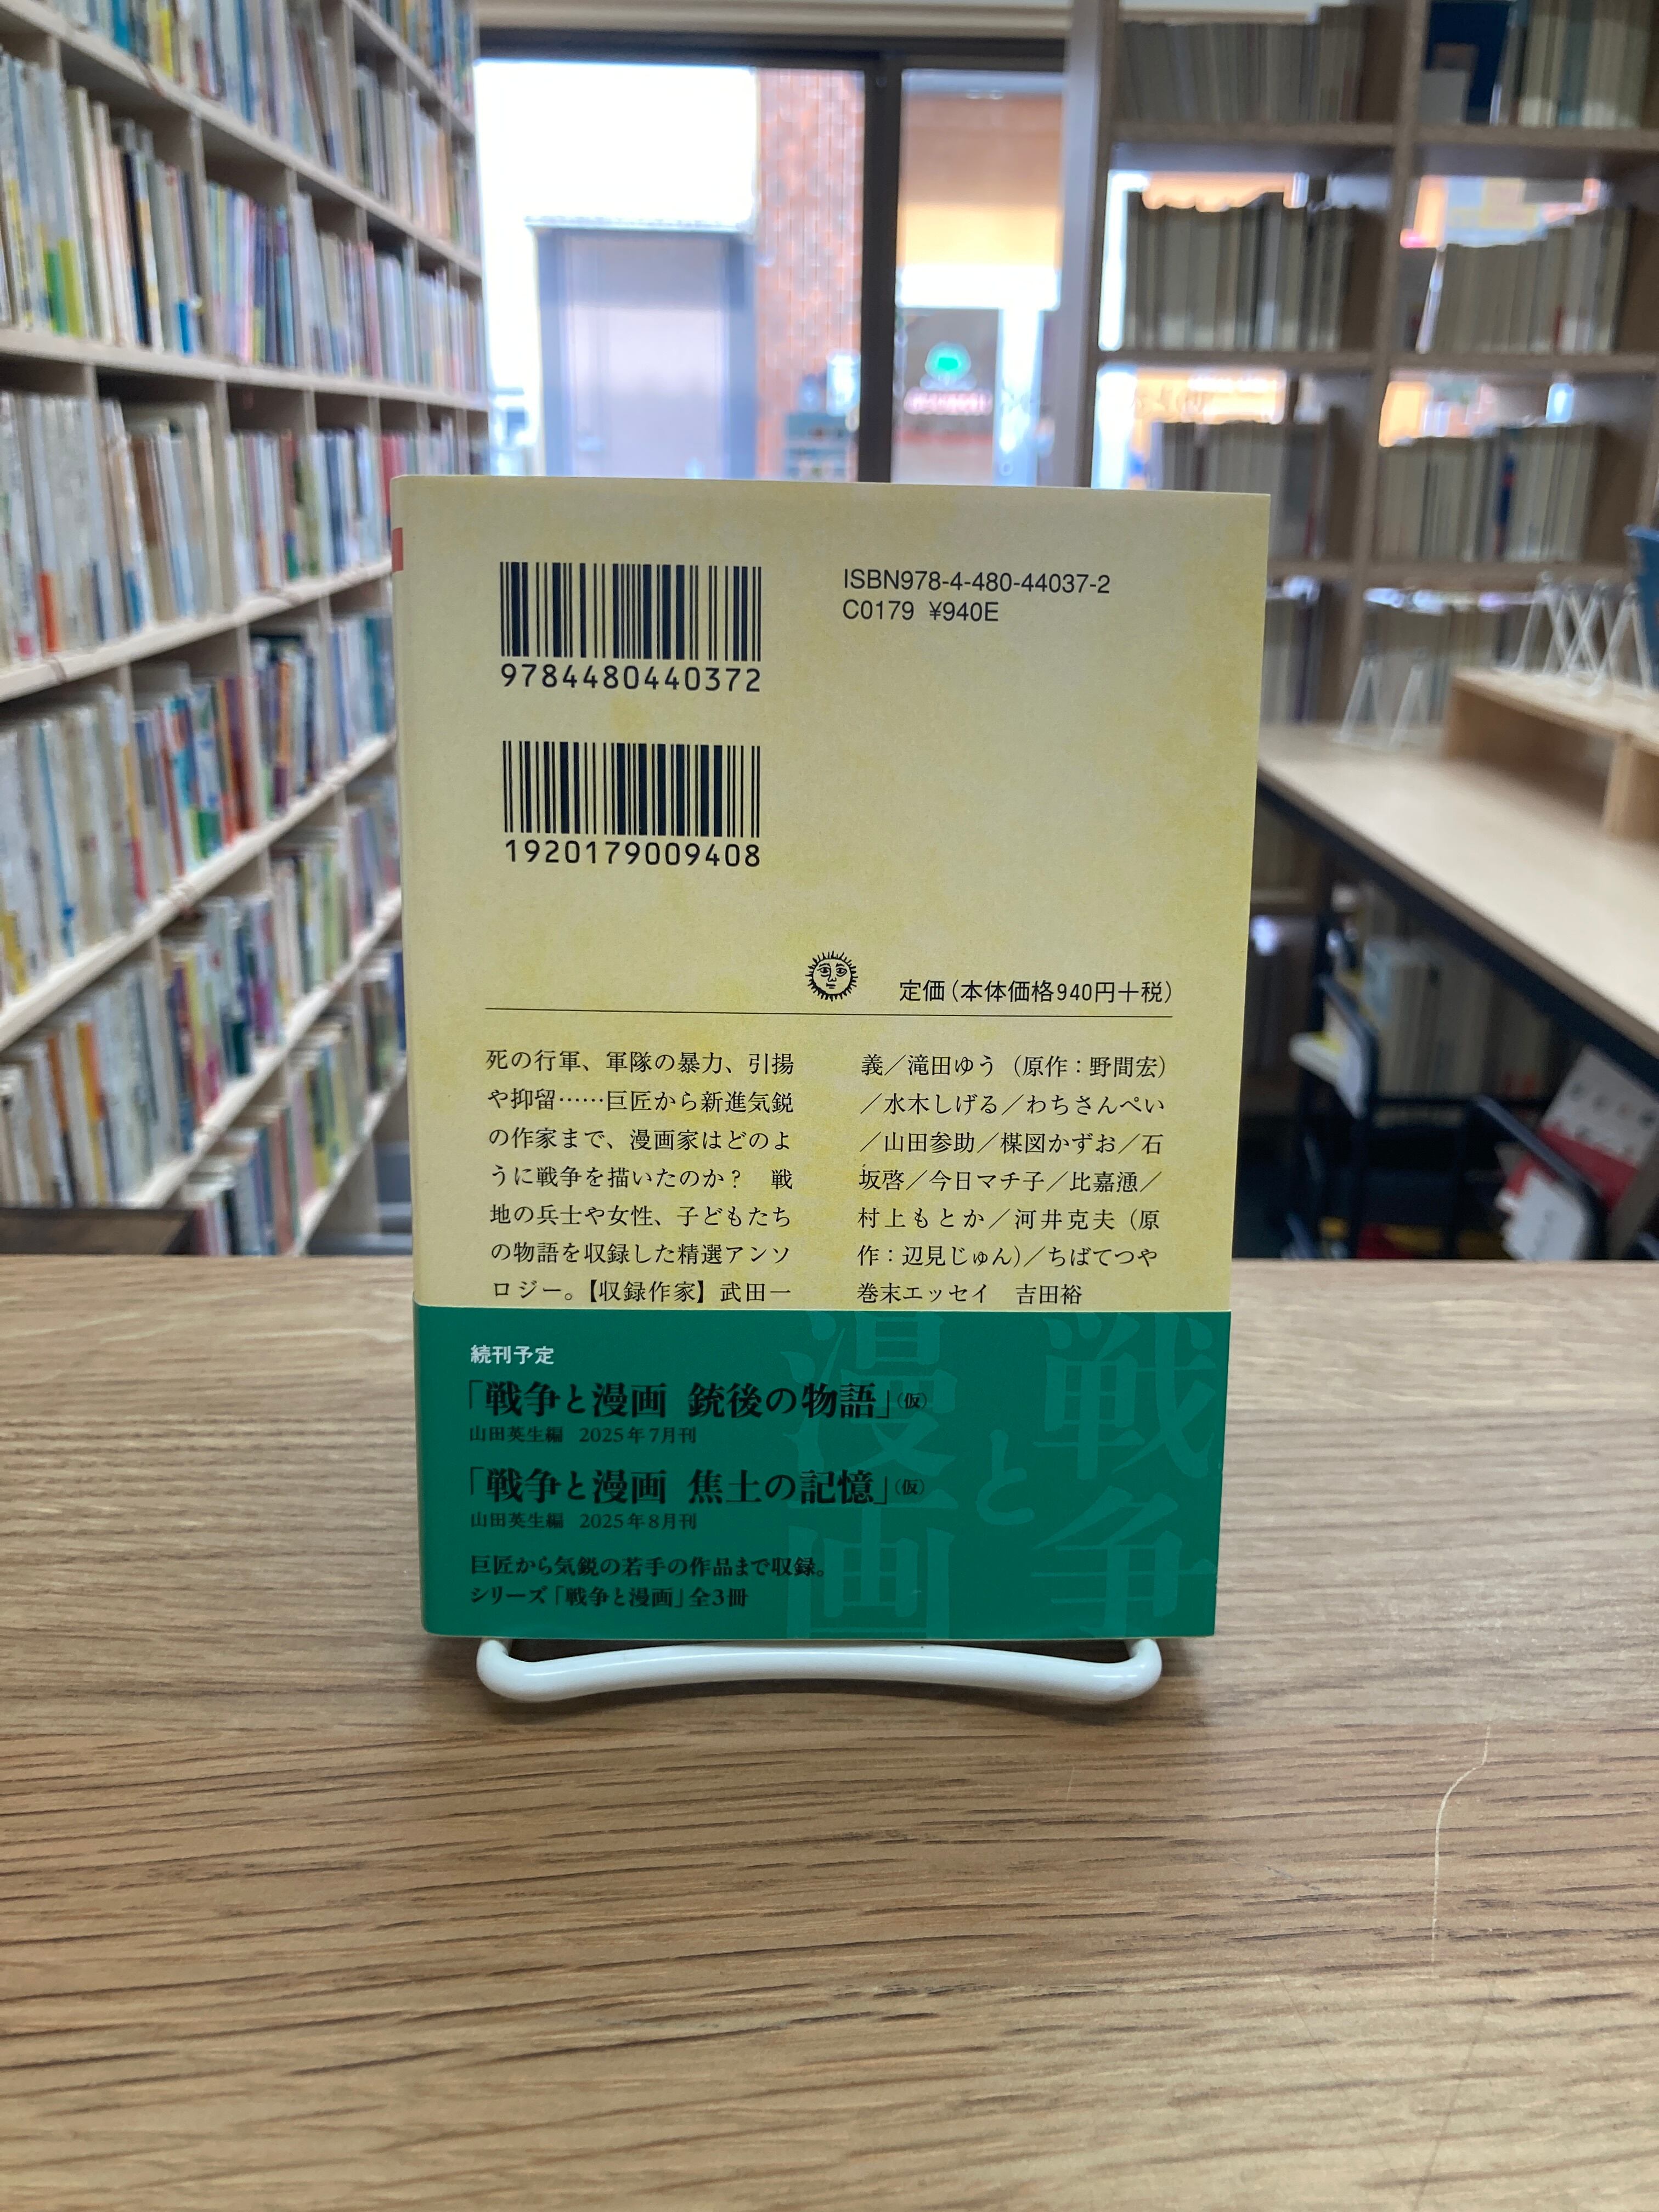 9784480440372
ISBN978-4-480-44037-2
C0179 ¥940E
1920179009408
定価(本体価格940円+税)
死の行軍、軍隊の暴力、引揚
や抑留……巨匠から新進気鋭
の作家まで、漫画家はどのよ
うに戦争を描いたのか? 戦
地の兵士や女性、子どもたち
の物語を収録した精選アンソ
ロジー。【収録作家】武田一
義/滝田ゆう(原作:野間宏)
/水木しげる/わちさんぺい
/山田参助/楳図かずお/石
坂啓/今日マチ子/比嘉慂/
村上もとか/河井克夫(原
作:辺見じゅん)/ちばてつや
巻末エッセイ 吉田裕
続刊予定
「戦争と漫画 銃後の物語」(仮)
山田英生編 2025年7月刊
「戦争と漫画 焦土の記憶」(仮)
山田英生編 2025年8月刊
巨匠から気鋭の若手の作品まで収録。
シリーズ「戦争と漫画」全3冊
戦争
と
漫画